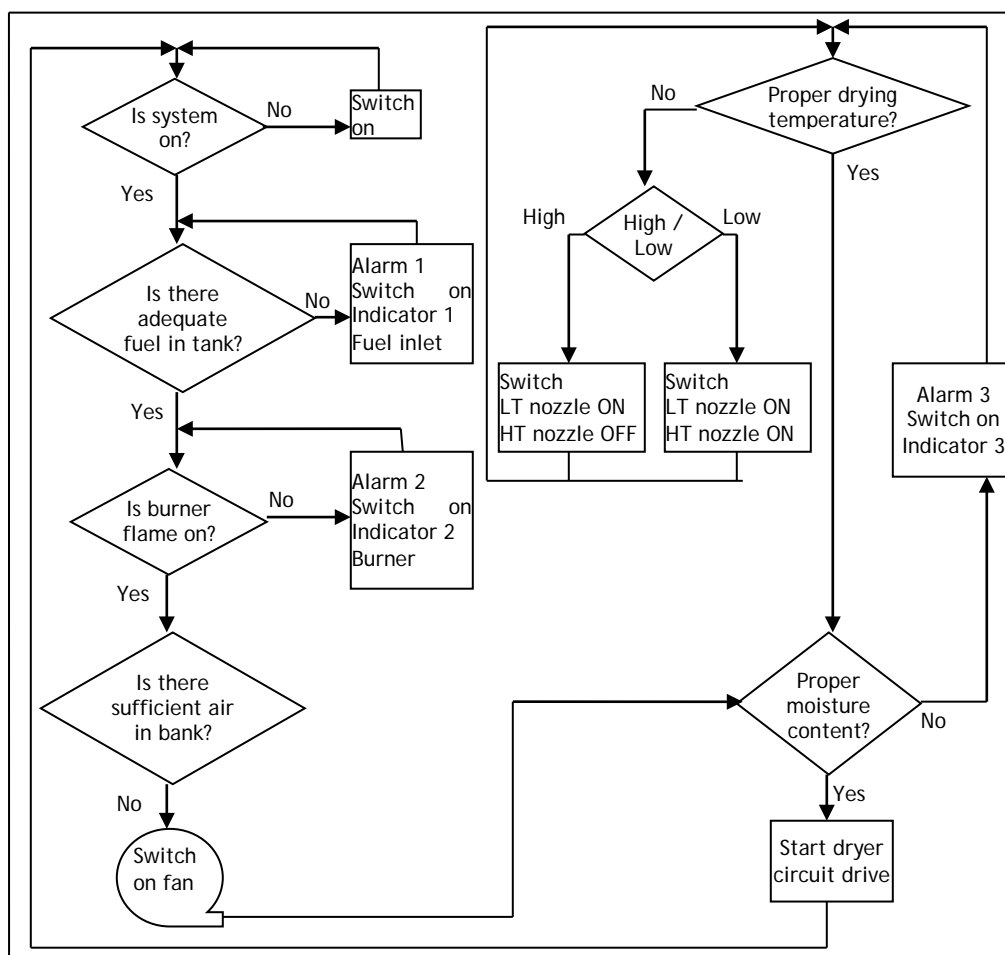 Is system
on?
No
Switch
on
Yes
Is there
adequate
fuel in tank?
No
Alarm 1
Switch on
Indicator 1
Fuel inlet
Yes
Is burner
flame on?
No
Alarm 2
Switch on
Indicator 2
Burner
Yes
Is there
sufficient air
in bank?
No
Switch
on fan
Proper drying
temperature?
No
Yes
High /
Low
High
Low
Switch
LT nozzle ON
HT nozzle OFF
Switch
LT nozzle ON
HT nozzle ON
Alarm 3
Switch on
Indicator 3
Proper
moisture
content?
No
Yes
Start dryer
circuit drive